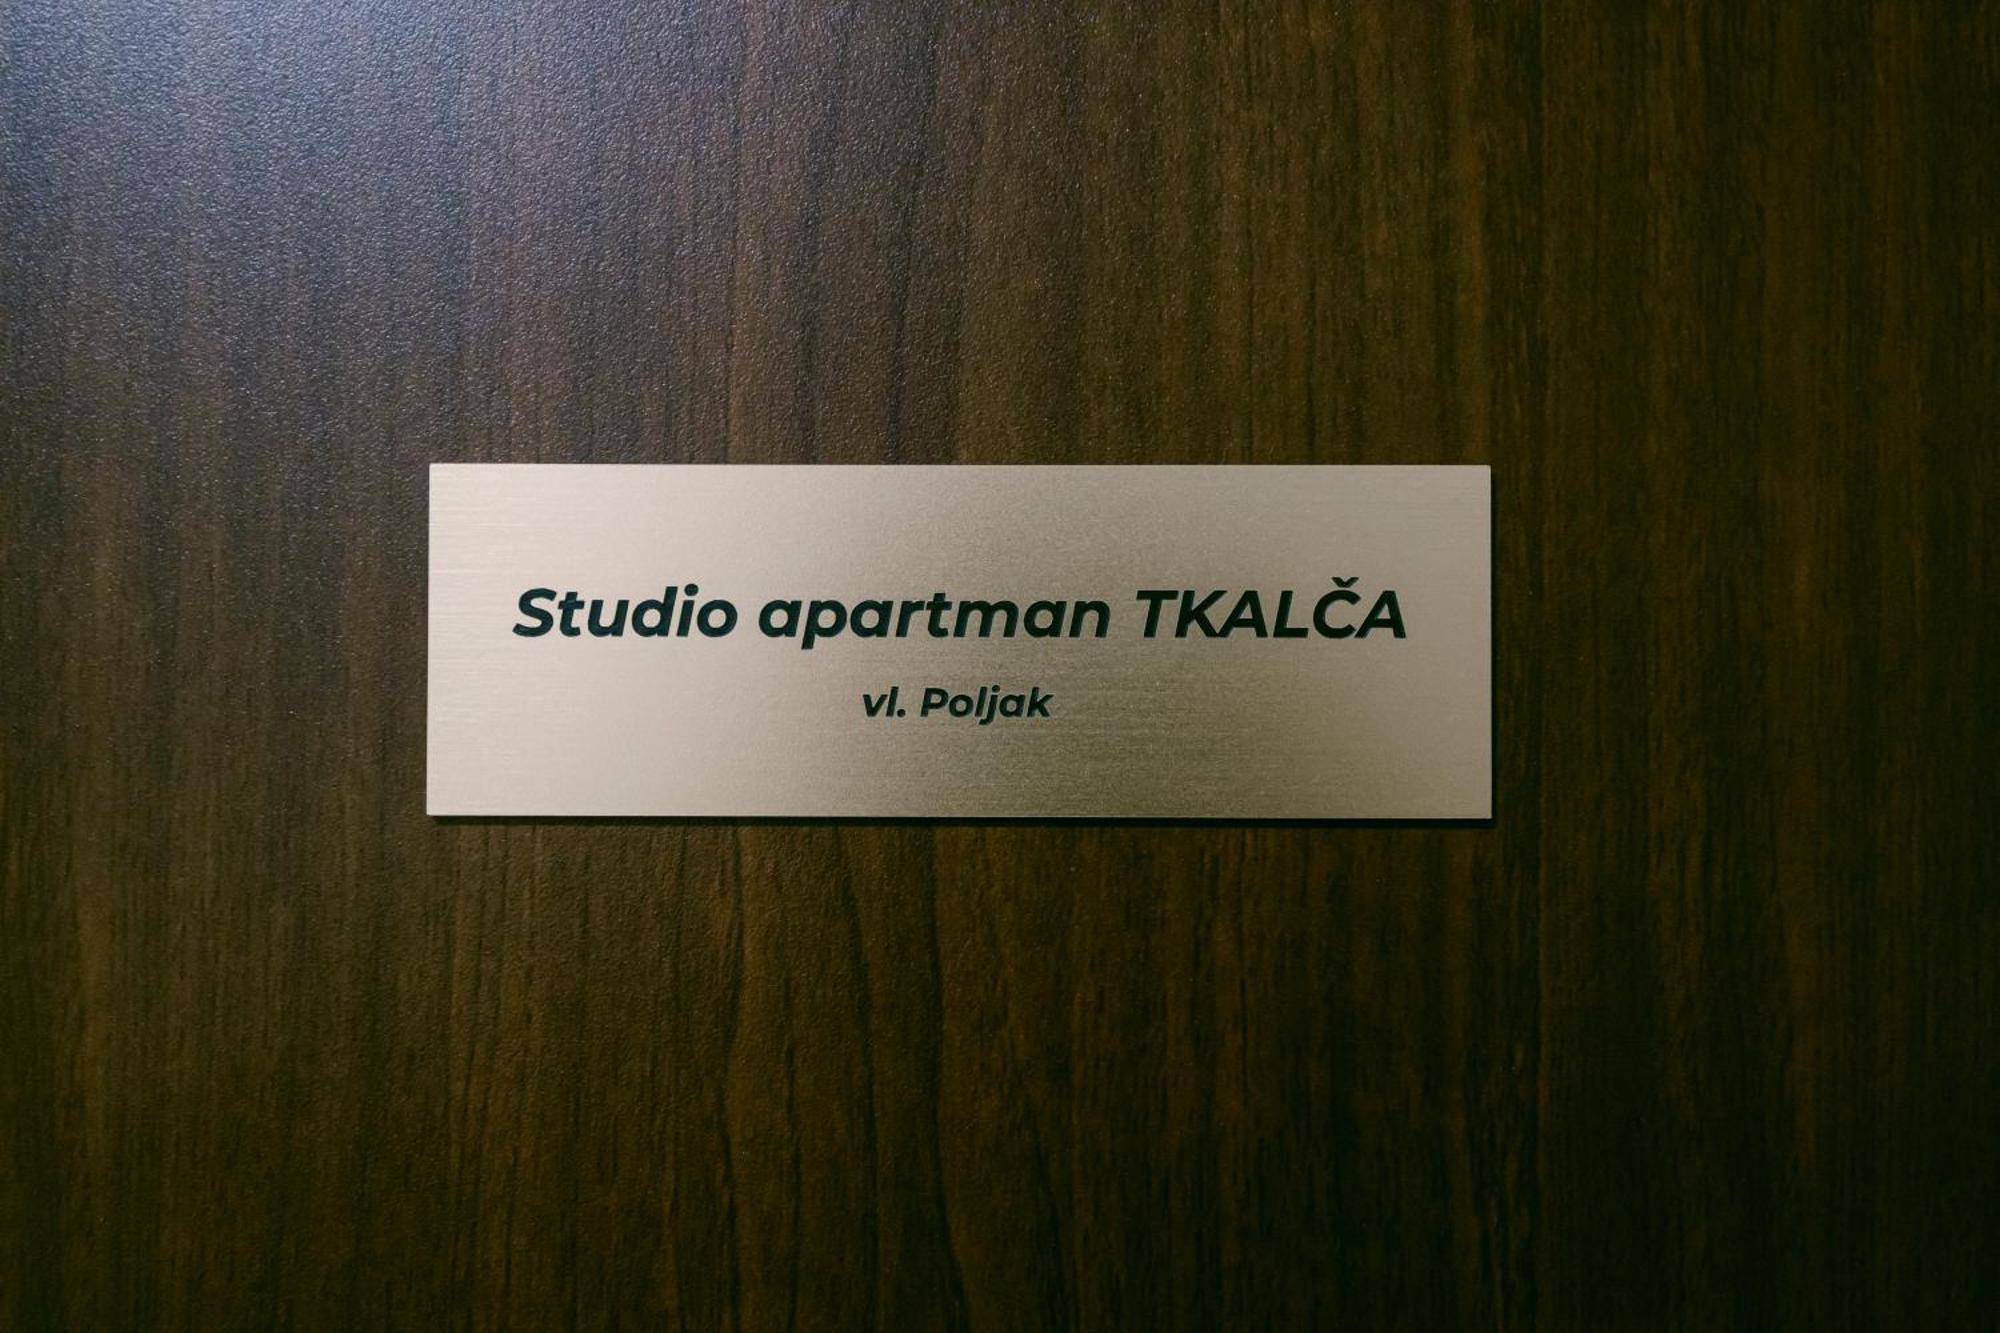 Studio apartman TKALČA
vl. Poljak